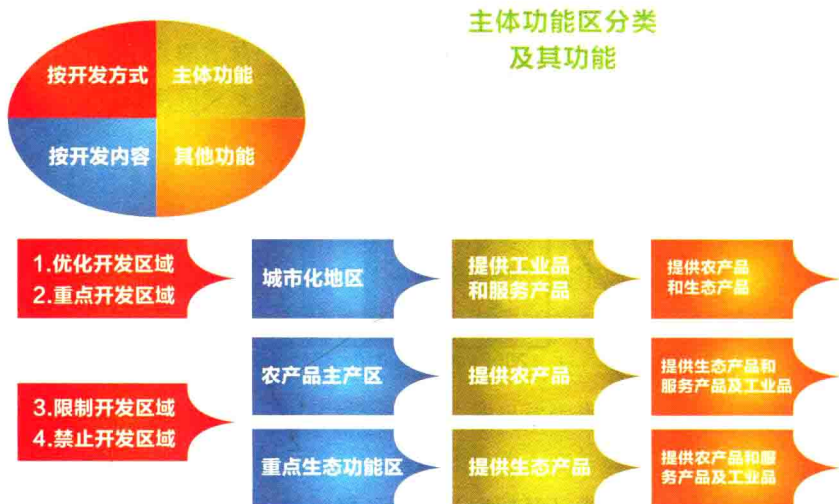 主体功能区分类
及其功能
按开发方式
主体功能
按开发内容
其他功能
1.优化开发区域
2.重点开发区域
城市化地区
提供工业品
和服务产品
提供农产品
和生态产品
3.限制开发区域
4.禁止开发区域
农产品主产区
提供农产品
提供生态产品和
服务产品及工业品
重点生态功能区
提供生态产品
提供农产品和服
务产品及工业品